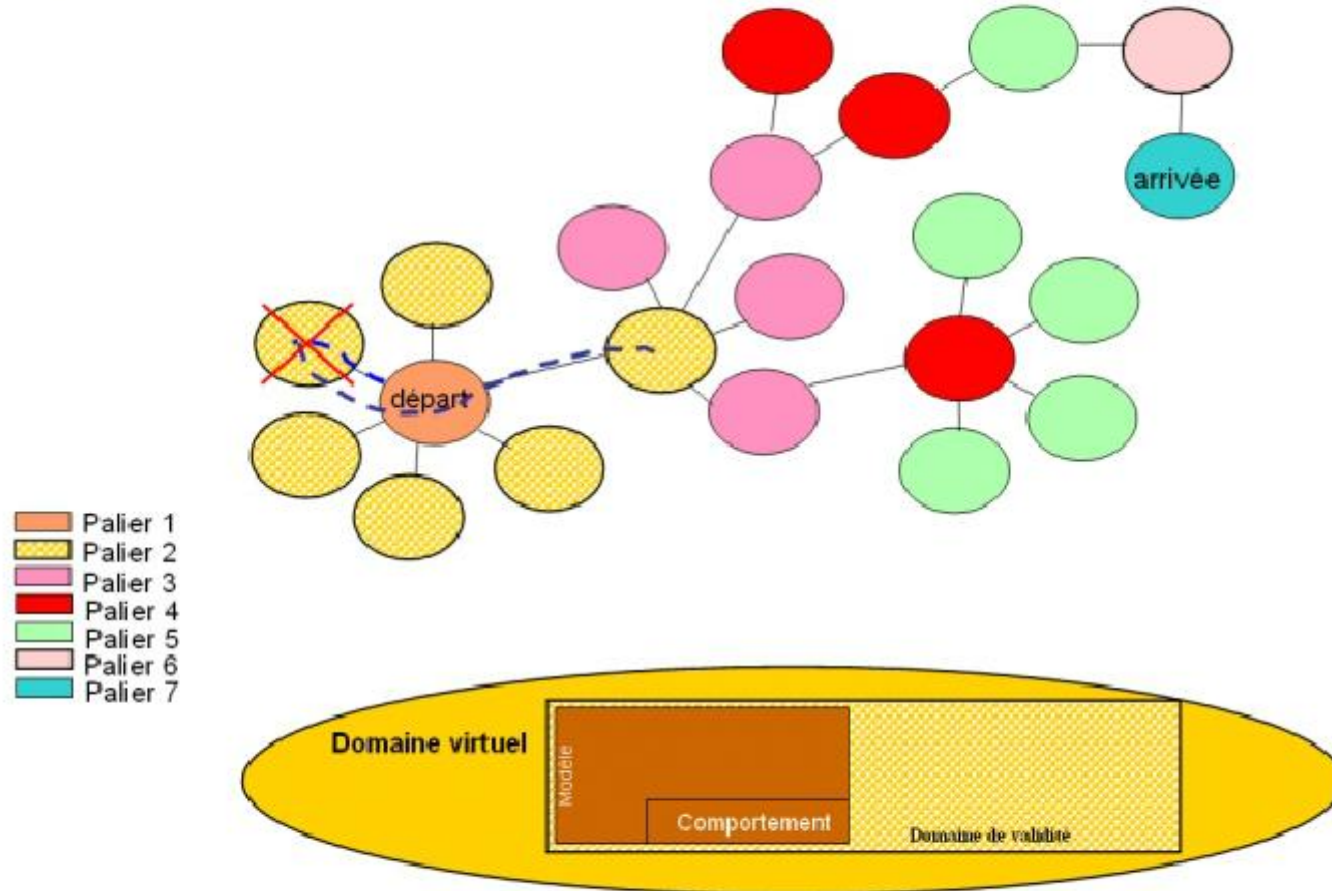 arrivée
départ
Palier 1
Palier 2
Palier 3
Palier 4
Palier 5
Palier 6
Palier 7
Domaine virtuel
Modèle
Comportement
Domaine de validité